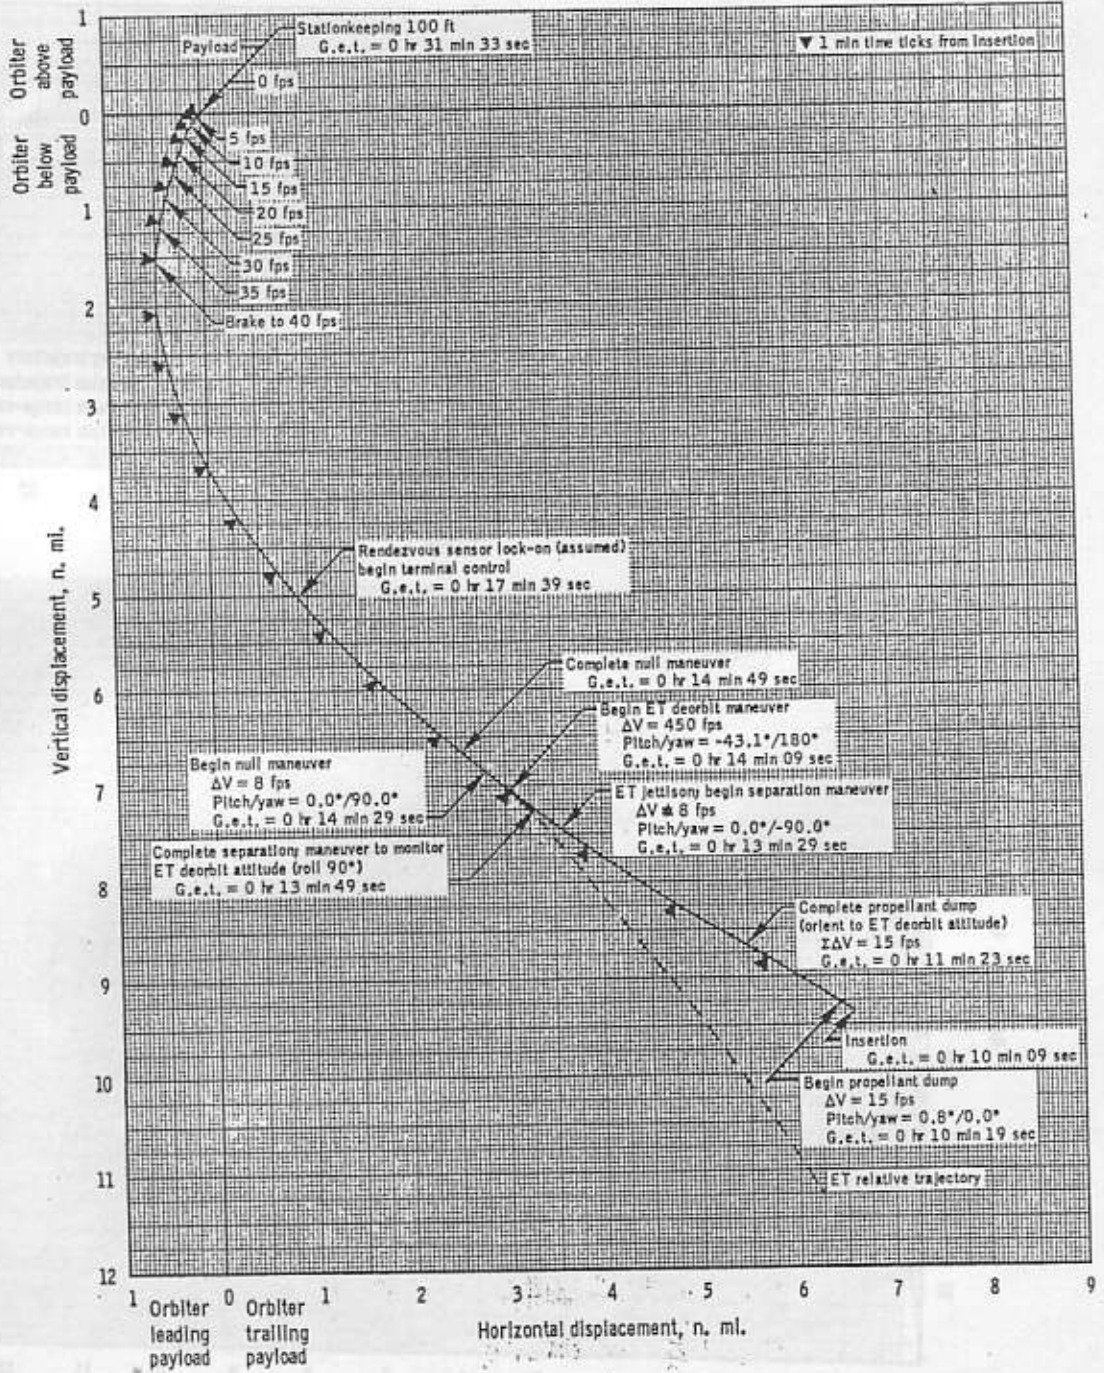 Stationkeeping 100 ft
G.e.t. = 0 hr 31 min 33 sec
Payload
▼ 1 min time ticks from insertion
0 fps
5 fps
10 fps
15 fps
20 fps
25 fps
30 fps
35 fps
Brake to 40 fps
Orbiter above payload
Orbiter below payload
Vertical displacement, n. mi.
1
0
1
2
3
4
5
6
7
8
9
10
11
12
Rendezvous sensor lock-on (assumed)
begin terminal control
G.e.t. = 0 hr 17 min 39 sec
Complete null maneuver
G.e.t. = 0 hr 14 min 49 sec
Begin ET deorbit maneuver
ΔV = 450 fps
Pitch/yaw = -43.1°/180°
G.e.t. = 0 hr 14 min 09 sec
Begin null maneuver
ΔV = 8 fps
Pitch/yaw = 0.0°/90.0°
G.e.t. = 0 hr 14 min 29 sec
ET jettison; begin separation maneuver
ΔV = 8 fps
Pitch/yaw = 0.0°/-90.0°
G.e.t. = 0 hr 13 min 29 sec
Complete separation; maneuver to monitor
ET deorbit attitude (roll 90°)
G.e.t. = 0 hr 13 min 49 sec
Complete propellant dump
(orient to ET deorbit attitude)
ΣΔV = 15 fps
G.e.t. = 0 hr 11 min 23 sec
Insertion
G.e.t. = 0 hr 10 min 09 sec
Begin propellant dump
ΔV = 15 fps
Pitch/yaw = 0.8°/0.0°
G.e.t. = 0 hr 10 min 19 sec
ET relative trajectory
1 0 1 2 3 4 5 6 7 8 9
Orbiter leading payload
Orbiter trailing payload
Horizontal displacement, n. mi.